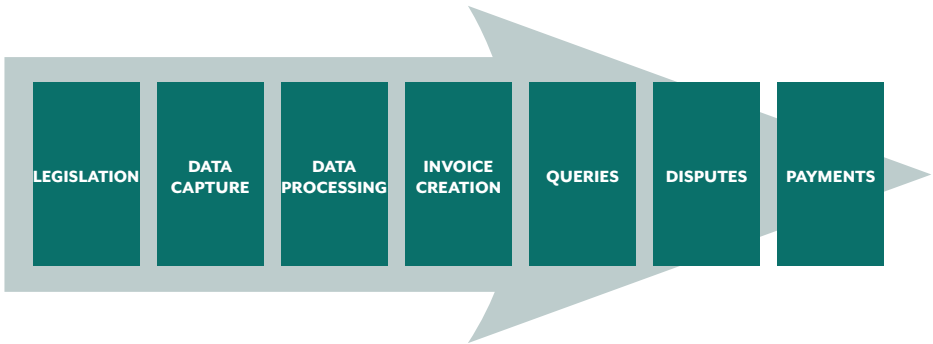 LEGISLATION
DATA
CAPTURE
DATA
PROCESSING
INVOICE
CREATION
QUERIES
DISPUTES
PAYMENTS